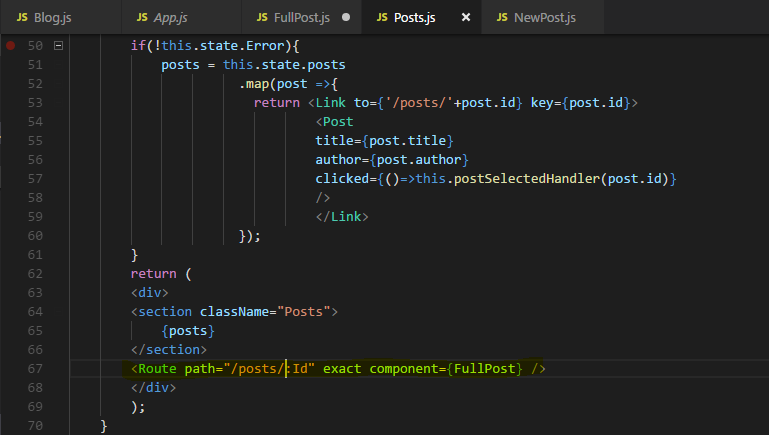 JS Blog.js JS App.js JS FullPost.js JS Posts.js JS NewPost.js
50 if(!this.state.Error){
51 posts = this.state.posts
52 .map(post =>{
53 return <Link to={'/posts/'+post.id} key={post.id}>
54 <Post
55 title={post.title}
56 author={post.author}
57 clicked={()=>this.postSelectedHandler(post.id)}
58 />
59 </Link>
60 });
61 }
62 return (
63 <div>
64 <section className="Posts">
65 {posts}
66 </section>
67 <Route path="/posts/:Id" exact component={FullPost} />
68 </div>
69 );
70 }